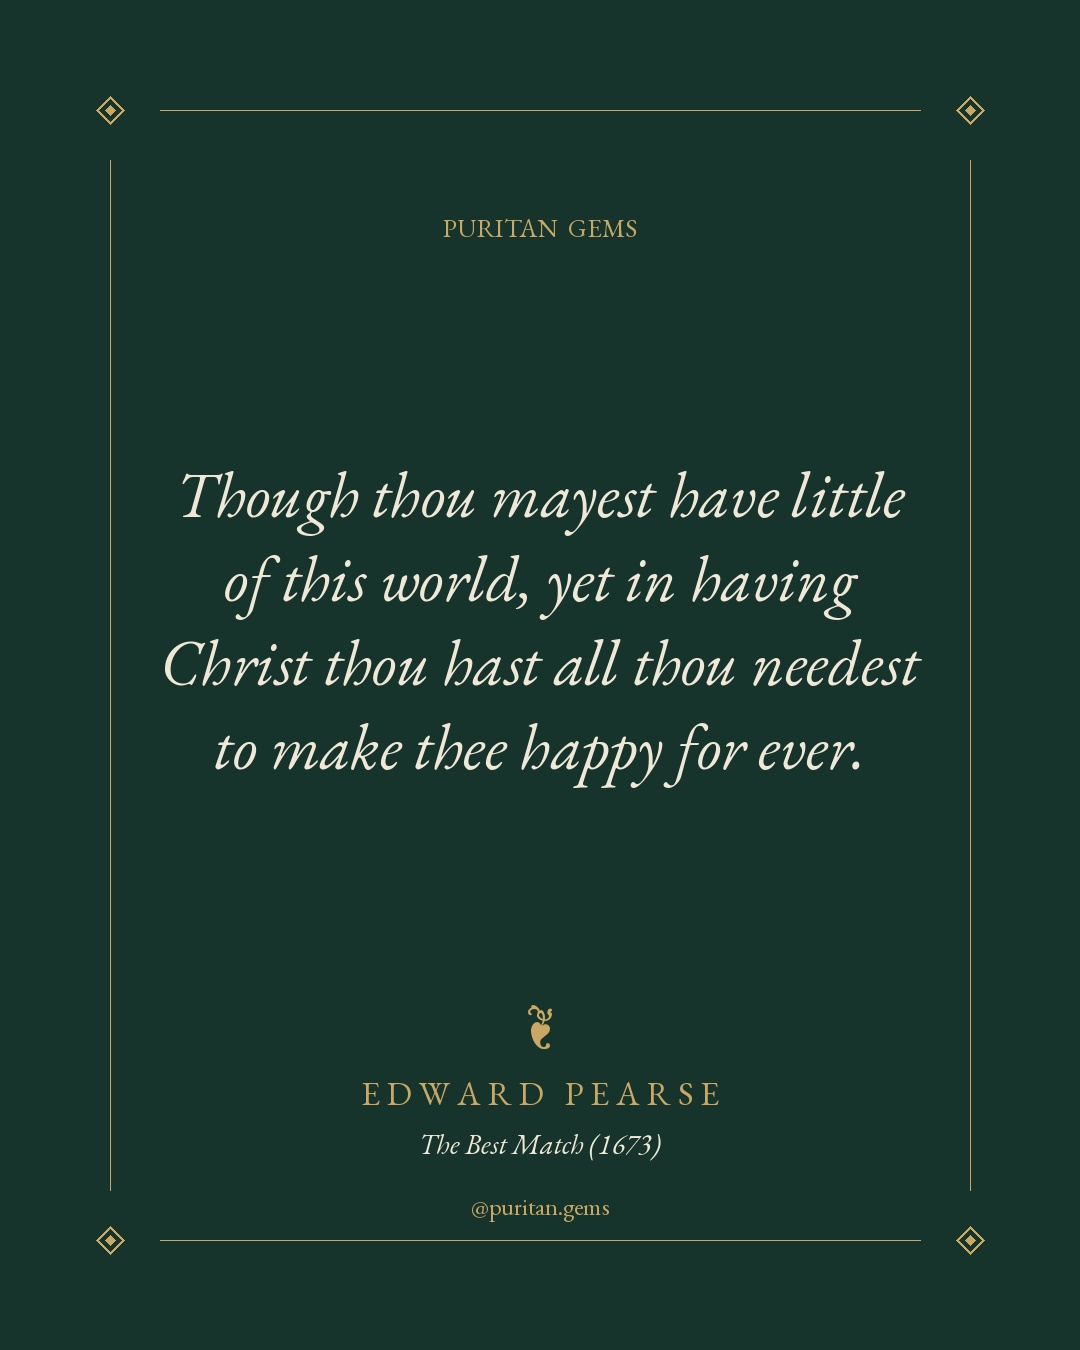 PURITAN GEMS
Though thou mayest have little
of this world, yet in having
Christ thou hast all thou needest
to make thee happy for ever.
EDWARD PEARSE
The Best Match (1673)
@puritan.gems